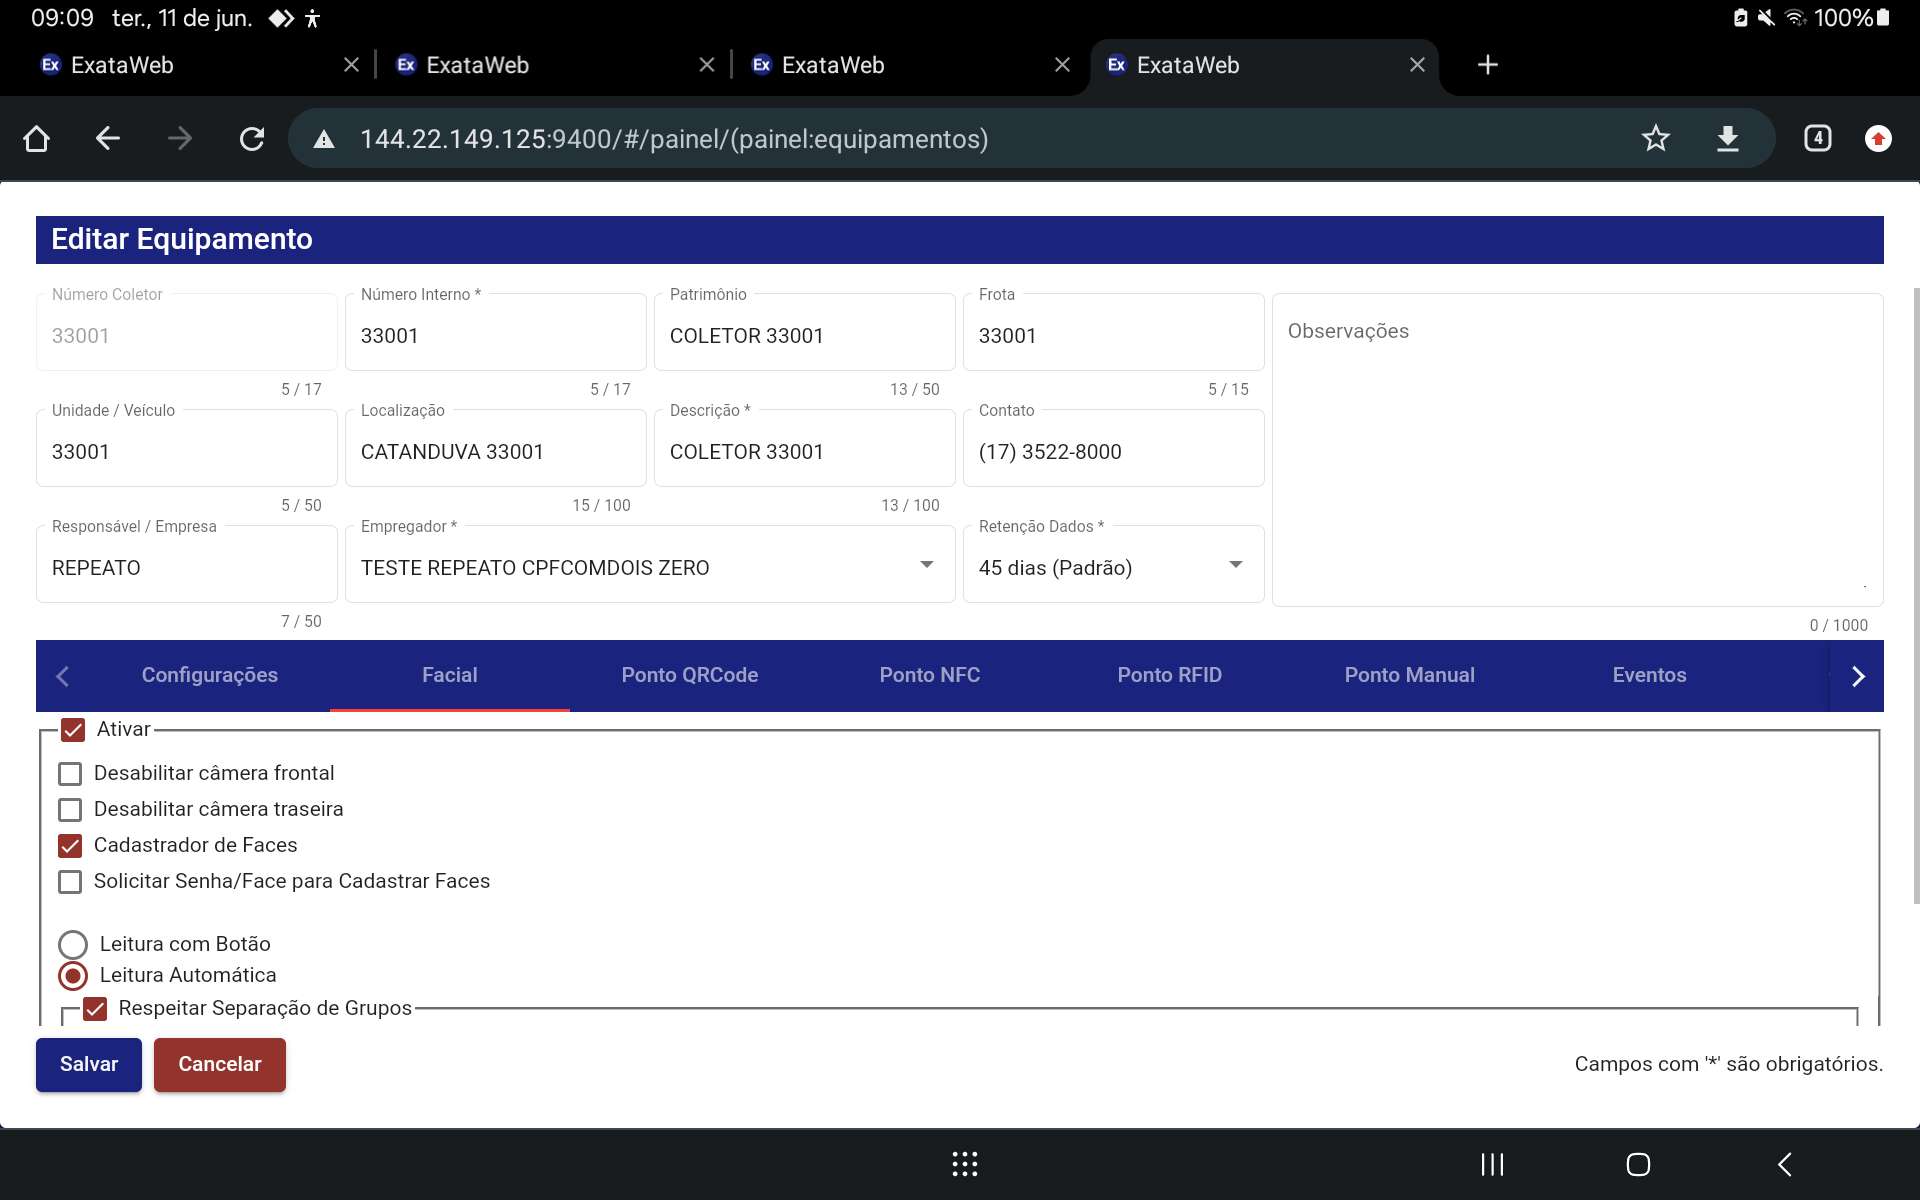 09:09 ter., 11 de jun. 100%
Ex ExataWeb Ex ExataWeb Ex ExataWeb Ex ExataWeb
144.22.149.125:9400/#/painel/(painel:equipamentos) 4
Editar Equipamento
Número Coletor Número Interno * Patrimônio Frota
33001 33001 COLETOR 33001 33001 Observações
5 / 17 5 / 17 13 / 50 5 / 15
Unidade / Veículo Localização Descrição * Contato
33001 CATANDUVA 33001 COLETOR 33001 (17) 3522-8000
5 / 50 15 / 100 13 / 100
Responsável / Empresa Empregador * Retenção Dados *
REPEATO TESTE REPEATO CPFCOMDOIS ZERO 45 dias (Padrão)
7 / 50 0 / 1000
Configurações Facial Ponto QRCode Ponto NFC Ponto RFID Ponto Manual Eventos
Ativar
Desabilitar câmera frontal
Desabilitar câmera traseira
Cadastrador de Faces
Solicitar Senha/Face para Cadastrar Faces
Leitura com Botão
Leitura Automática
Respeitar Separação de Grupos
Salvar Cancelar Campos com '*' são obrigatórios.